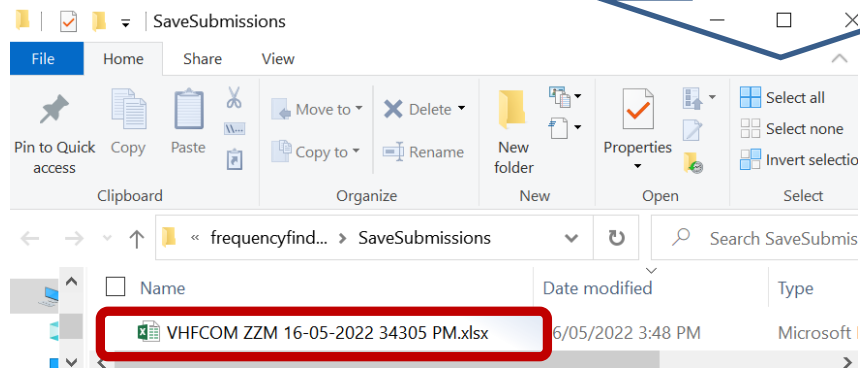 SaveSubmissions
File Home Share View
Pin to Quick access
Copy
Paste
Move to
Copy to
Delete
Rename
New folder
Properties
Select all
Select none
Invert selectio
Clipboard Organize New Open Select
« frequencyfind... > SaveSubmissions
Search SaveSubmis
Name Date modified Type
VHFCOM ZZM 16-05-2022 34305 PM.xlsx 6/05/2022 3:48 PM Microsoft